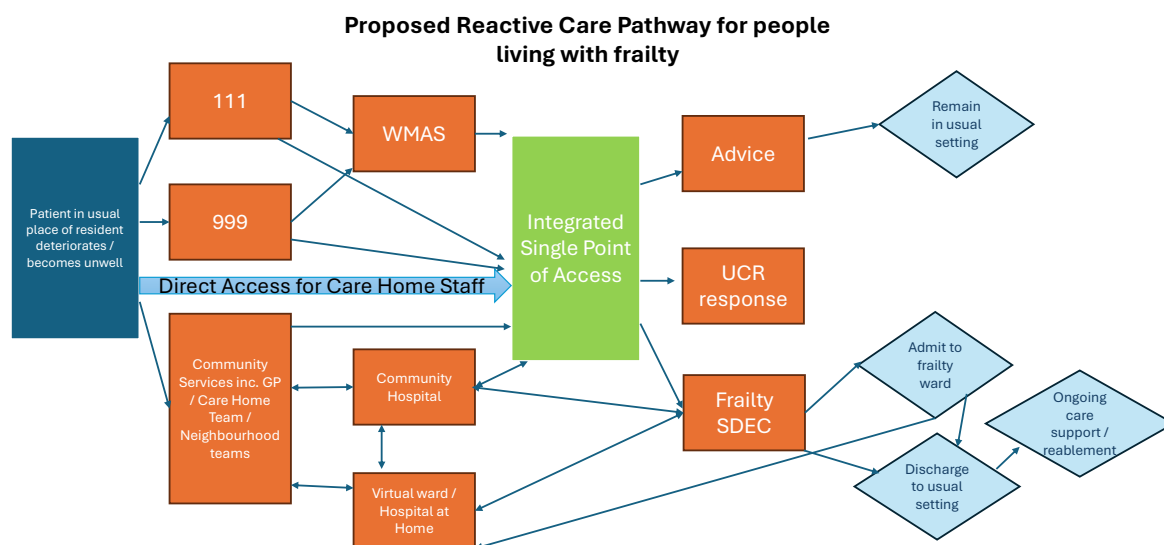 Proposed Reactive Care Pathway for people
living with frailty
111
WMAS
Advice
Remain
in usual
setting
Patient in usual
place of resident
deteriorates /
becomes unwell
999
Integrated
Single Point
of Access
UCR
response
Direct Access for Care Home Staff
Community
Services inc. GP
/ Care Home
Team /
Neighbourhood
teams
Community
Hospital
Frailty
SDEC
Admit to
frailty
ward
Ongoing
care
support /
reablement
Discharge
to usual
setting
Virtual ward /
Hospital at
Home